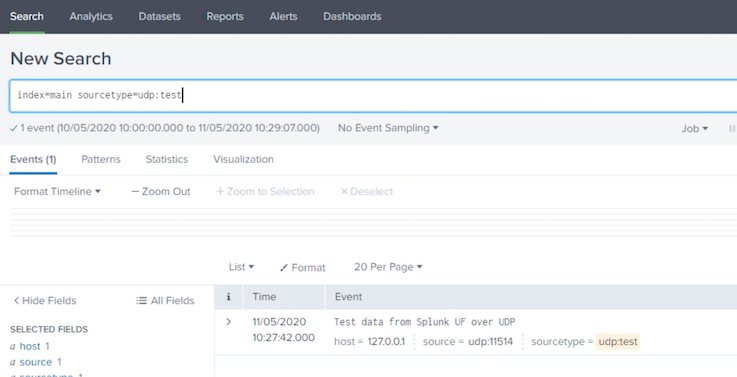 Search Analytics Datasets Reports Alerts Dashboards
New Search
index=main sourcetype=udp:test
✓ 1 event (10/05/2020 10:00:00.000 to 11/05/2020 10:29:07.000) No Event Sampling ▾ Job ▾
Events (1) Patterns Statistics Visualization
Format Timeline ▾ — Zoom Out + Zoom to Selection × Deselect
List ▾ Format 20 Per Page ▾
< Hide Fields All Fields
i Time Event
SELECTED FIELDS
a host 1
a source 1
a sourcetype 1
> 11/05/2020 Test data from Splunk UF over UDP
10:27:42.000 host = 127.0.0.1 source = udp:11514 sourcetype = udp:test